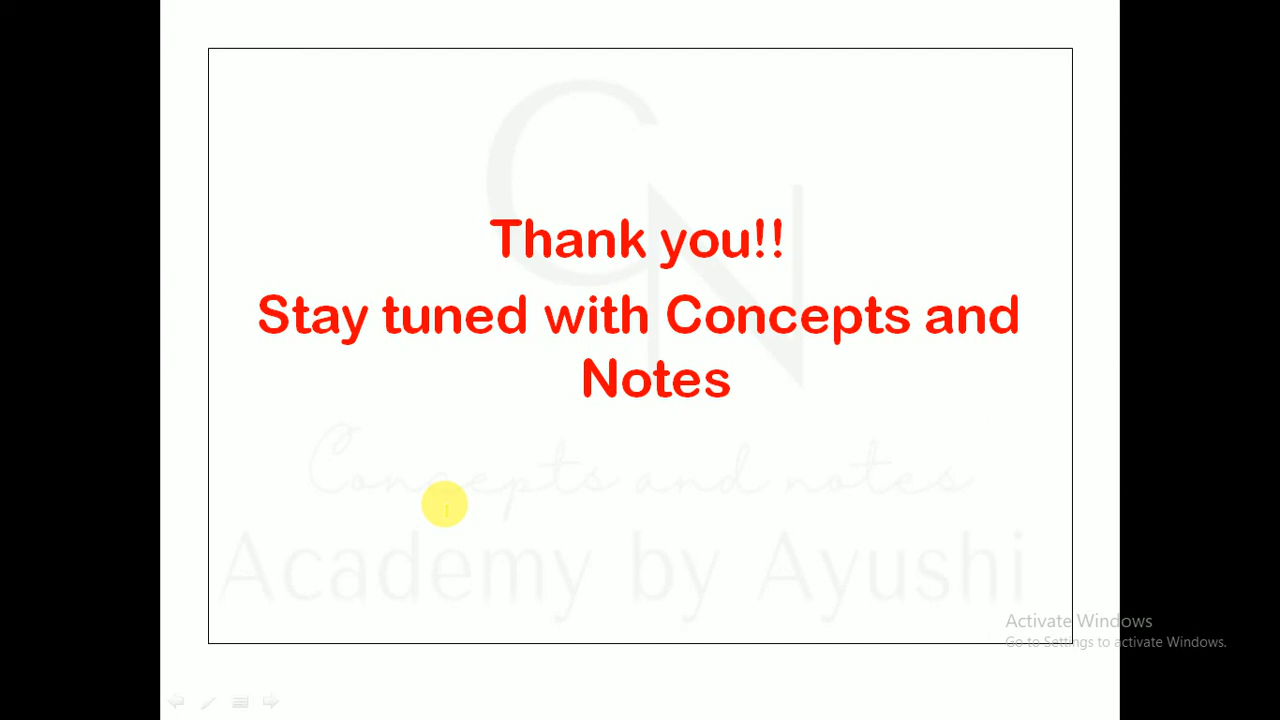 CN
Thank you!!
Stay tuned with Concepts and
Notes
Concepts and notes
Academy by Ayushi
Activate Windows
Go to Settings to activate Windows.